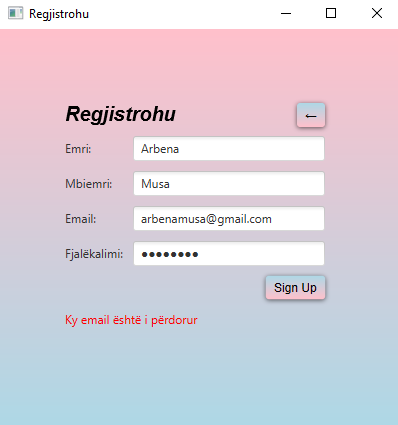 Regjistrohu
Regjistrohu ←
Emri: Arbena
Mbiemri: Musa
Email: arbenamusa@gmail.com
Fjalëkalimi: ●●●●●●●●
Sign Up
Ky email është i përdorur